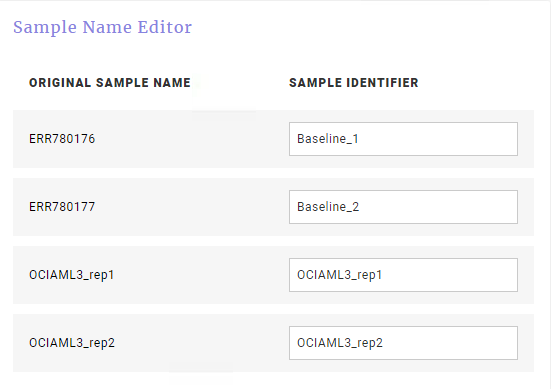 Sample Name Editor
ORIGINAL SAMPLE NAME SAMPLE IDENTIFIER
ERR780176 Baseline_1
ERR780177 Baseline_2
OCIAML3_rep1 OCIAML3_rep1
OCIAML3_rep2 OCIAML3_rep2